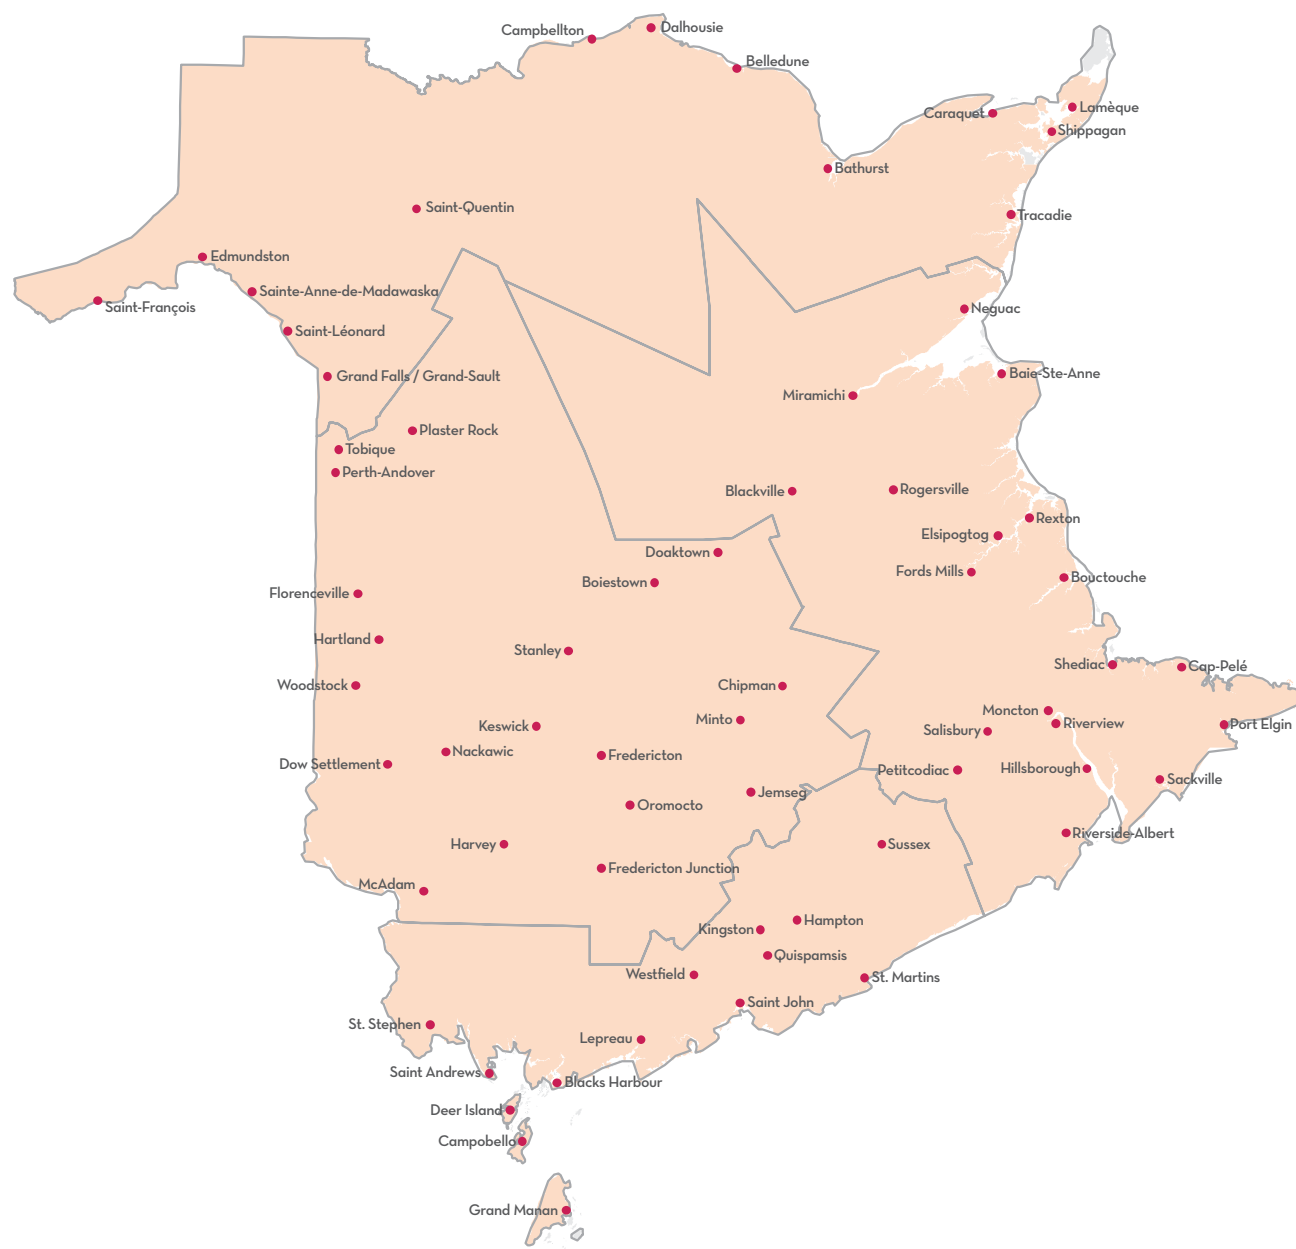 Dalhousie
Campbellton
Belledune
Lamèque
Caraquet
Shippagan
Bathurst
Saint-Quentin
Tracadie
Edmundston
Sainte-Anne-de-Madawaska
Saint-François
Neguac
Saint-Léonard
Baie-Ste-Anne
Grand Falls / Grand-Sault
Miramichi
Plaster Rock
Tobique
Perth-Andover
Rogersville
Blackville
Rexton
Elsipogtog
Doaktown
Fords Mills
Bouctouche
Boiestown
Florenceville
Hartland
Stanley
Shediac
Cap-Pelé
Woodstock
Chipman
Moncton
Minto
Riverview
Port Elgin
Keswick
Salisbury
Nackawic
Fredericton
Dow Settlement
Hillsborough
Petitcodiac
Sackville
Jemseg
Oromocto
Riverside-Albert
Harvey
Sussex
Fredericton Junction
McAdam
Hampton
Kingston
Quispamsis
Westfield
St. Martins
Saint John
St. Stephen
Lepreau
Saint Andrews
Blacks Harbour
Deer Island
Campobello
Grand Manan